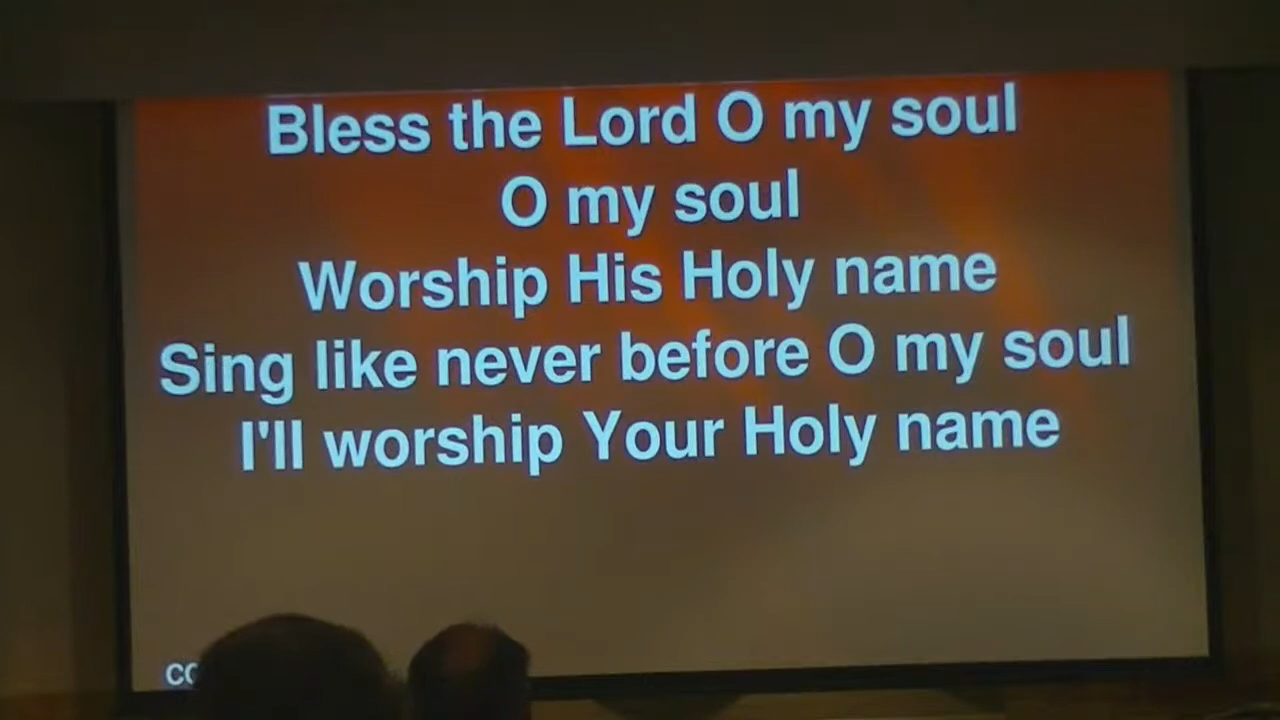 Bless the Lord O my soul
O my soul
Worship His Holy name
Sing like never before O my soul
I'll worship Your Holy name